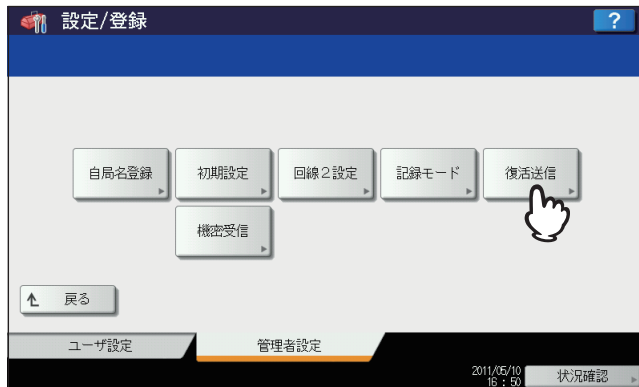 設定/登録
?
自局名登録
初期設定
回線2設定
記録モード
復活送信
機密受信
戻る
ユーザ設定
管理者設定
2011/05/10
16:50
状況確認